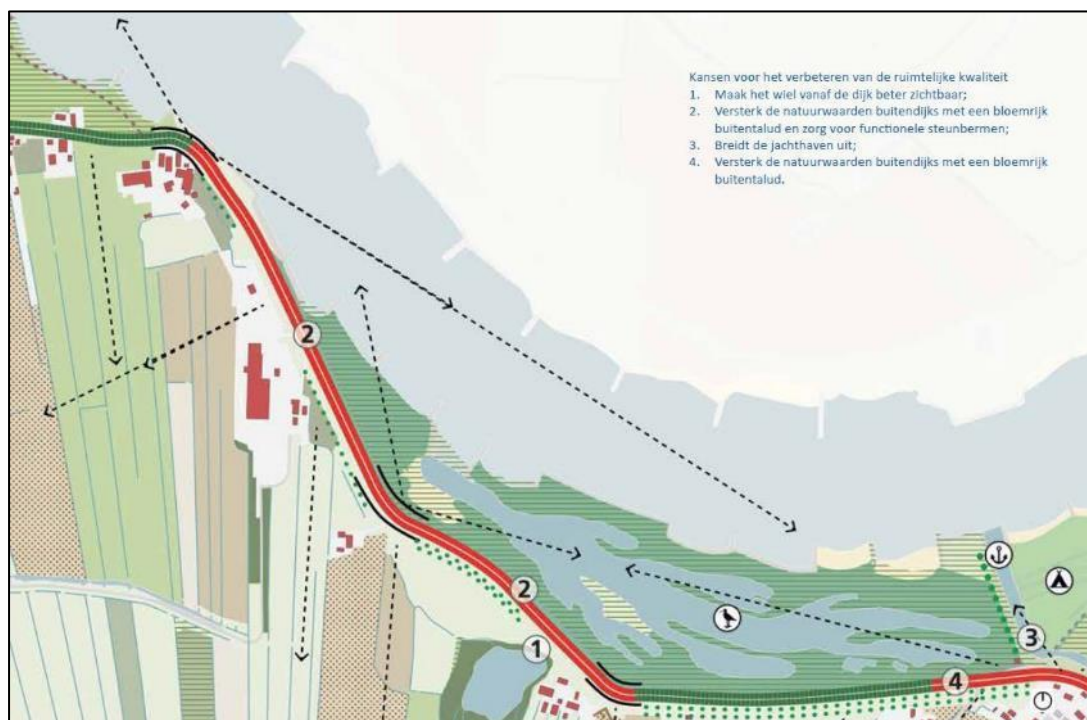 Kansen voor het verbeteren van de ruimtelijke kwaliteit
1. Maak het wiel vanaf de dijk beter zichtbaar;
2. Versterk de natuurwaarden buitendijks met een bloemrijk
buitentalud en zorg voor functionele steunbermen;
3. Breidt de jachthaven uit;
4. Versterk de natuurwaarden buitendijks met een bloemrijk
buitentalud.
2
2
1
3
4